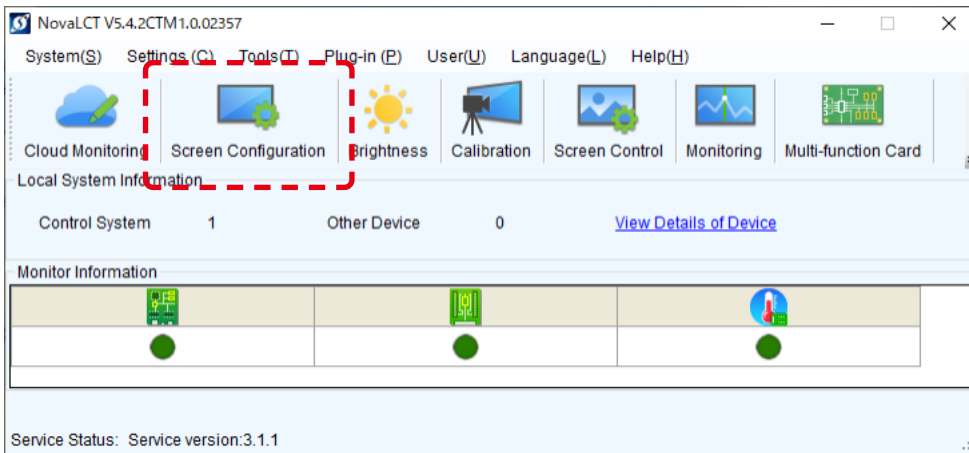 NovaLCT V5.4.2CTM1.0.02357
System(S) Settings (C) Tools(T) Plug-in (P) User(U) Language(L) Help(H)
Cloud Monitoring Screen Configuration Brightness Calibration Screen Control Monitoring Multi-function Card
Local System Information
Control System 1 Other Device 0 View Details of Device
Monitor Information
Service Status: Service version:3.1.1